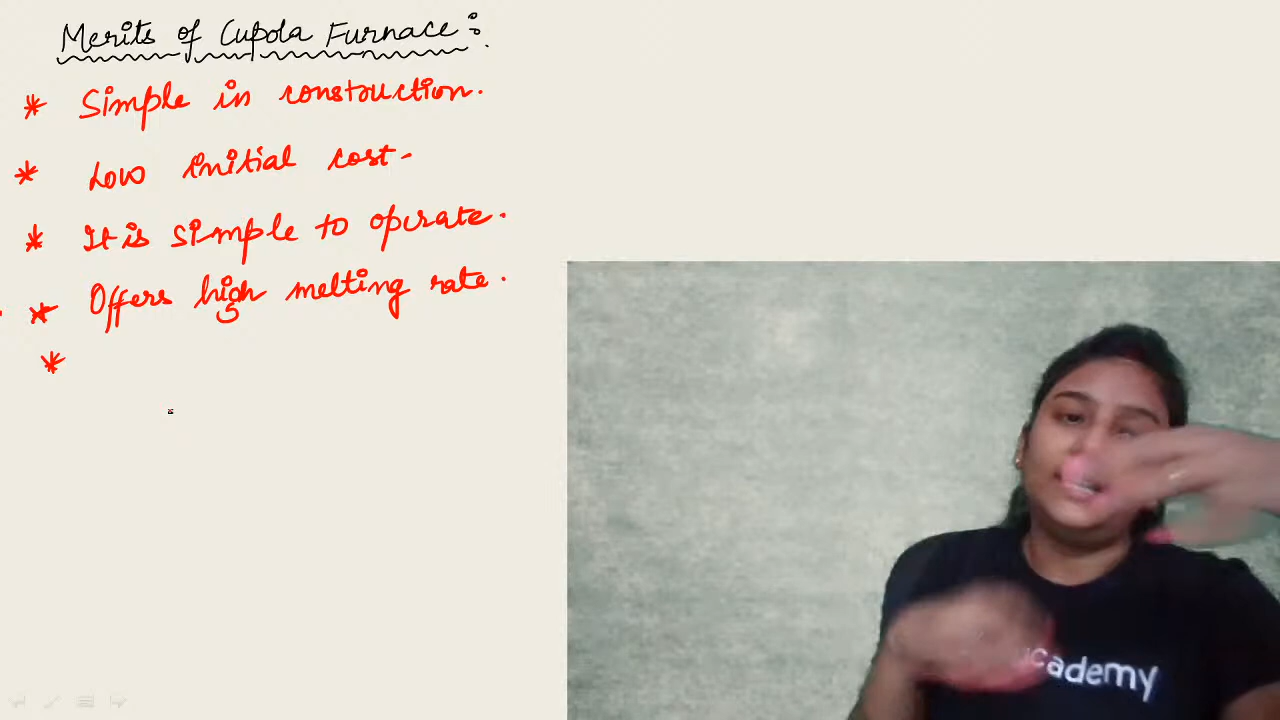 Merits of Cupola Furnace :
* Simple in construction.
* Low initial cost.
* It is simple to operate.
* Offers high melting rate.
*
cademy